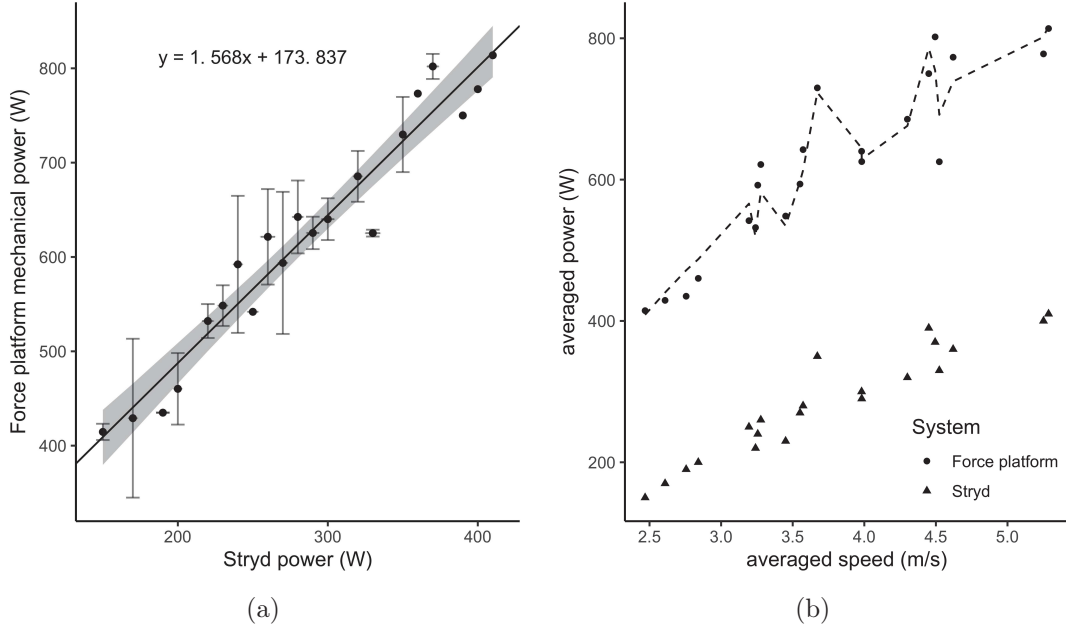 y = 1. 568x + 173. 837
Force platform mechanical power (W)
800
700
600
500
400
200
300
400
Stryd power (W)
(a)
averaged power (W)
800
600
400
200
System
Force platform
Stryd
2.5
3.0
3.5
4.0
4.5
5.0
averaged speed (m/s)
(b)